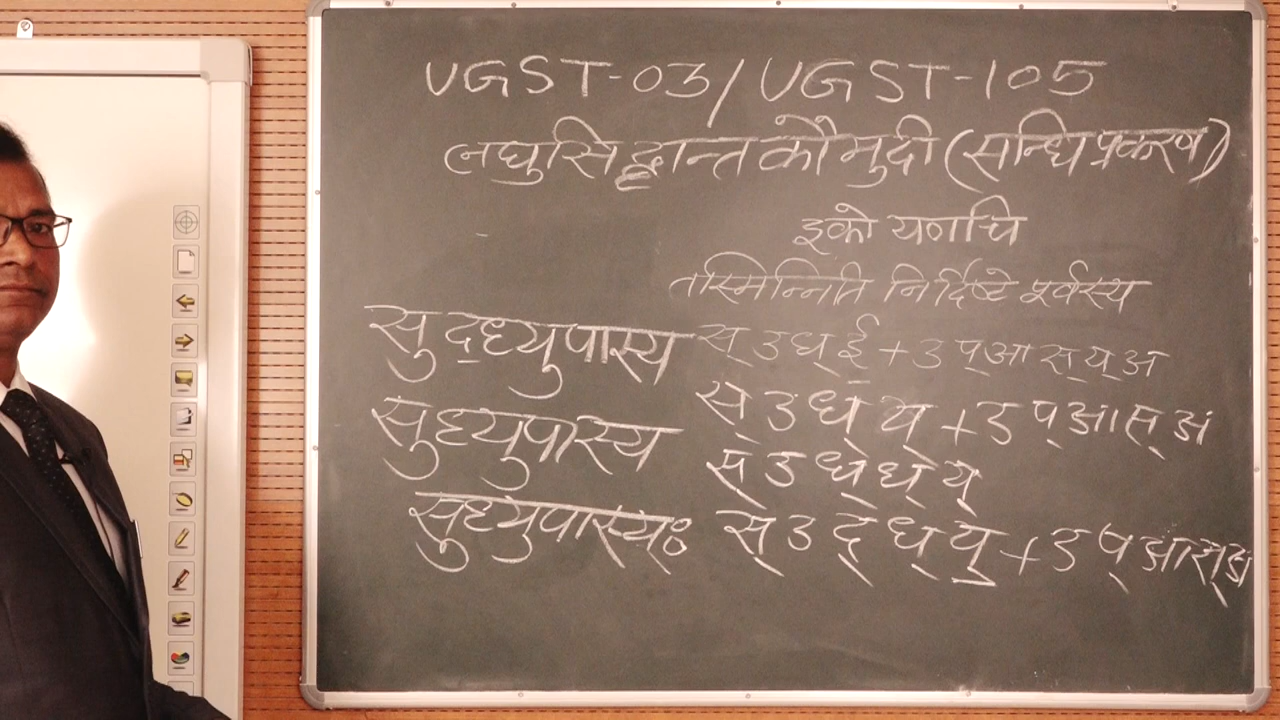 UGST-03/UGST-105
लघुसिद्धान्तकौमुदी (सन्धि प्रकरण)
इको यणचि
तस्मिन्निति निर्दिष्टे पूर्वस्य
सुद्ध्युपास्य स् उ ध् ई + उ प् आ स् य् अ
सुध्युपास्य स् उ ध् य् + उ प् आ स् अ
स् उ ध् ध् य्
सुध्युपास्य्ः स् उ द् ध् य् + उ प् आ स् अ